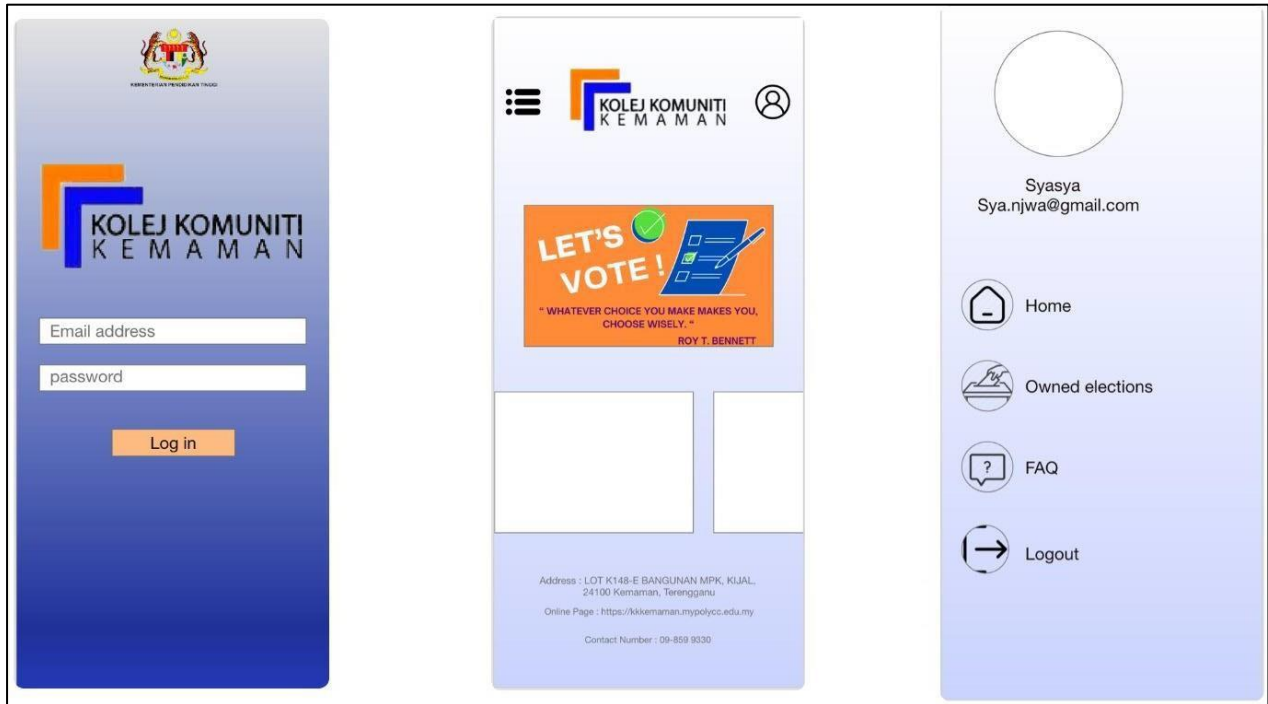 KEMENTERIAN PENDIDIKAN TINGGI
KOLEJ KOMUNITI
KEMAMAN
Email address
password
Log in
KOLEJ KOMUNITI
KEMAMAN
LET'S
VOTE !
" WHATEVER CHOICE YOU MAKE MAKES YOU,
CHOOSE WISELY. "
ROY T. BENNETT
Address : LOT K148-E BANGUNAN MPK, KIJAL,
24100 Kemaman, Terengganu
Online Page : https://kkkemaman.mypolycc.edu.my
Contact Number : 09-859 9330
Syasya
Sya.njwa@gmail.com
Home
Owned elections
?
FAQ
Logout